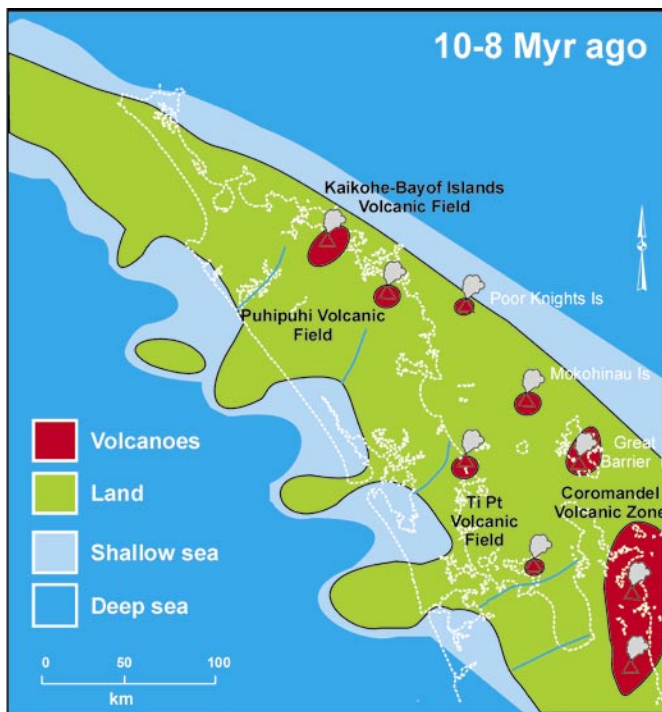 10-8 Myr ago
Kaikohe-Bayof Islands
Volcanic Field
Poor Knights Is
Puhipuhi Volcanic
Field
Mokohinau Is
Great
Barrier
Coromandel
Volcanic Zone
Ti Pt
Volcanic
Field
Volcanoes
Land
Shallow sea
Deep sea
0 50 100
km